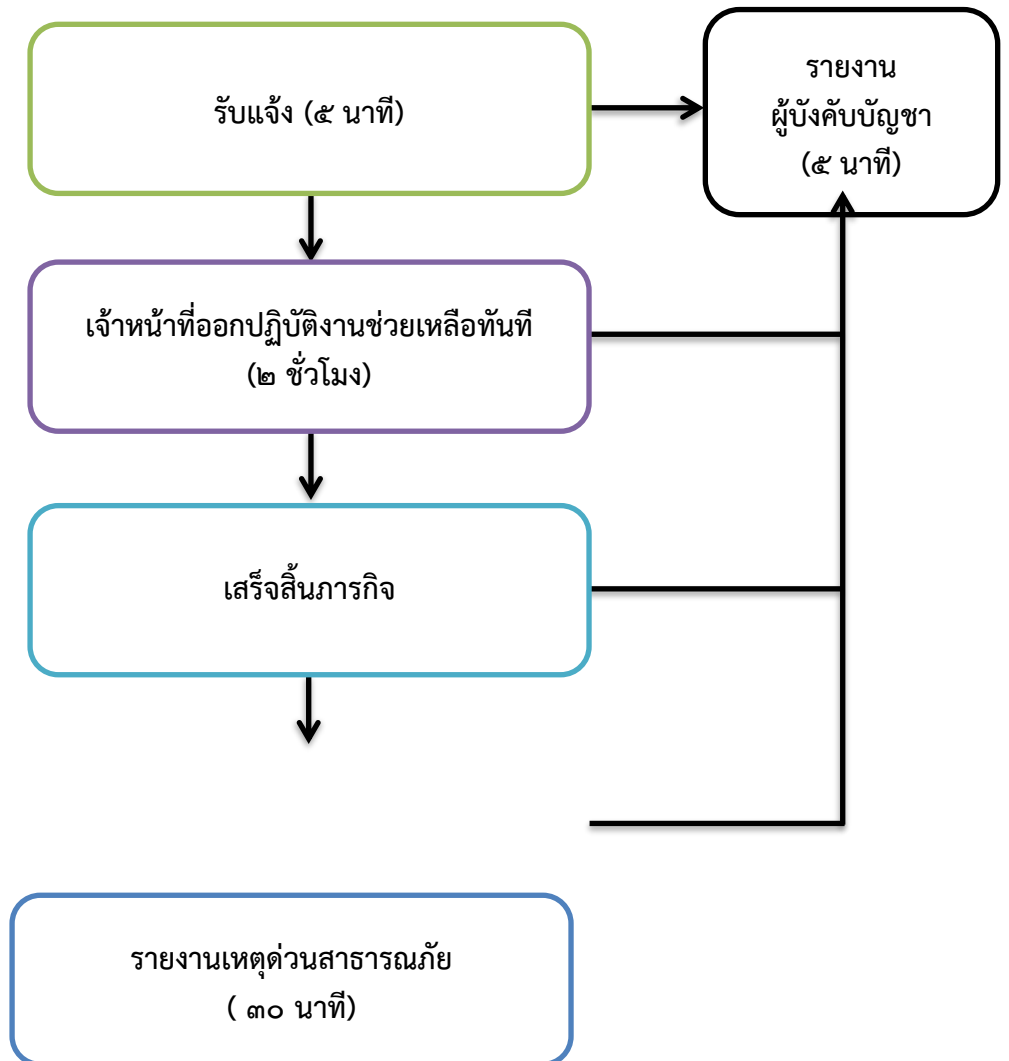 รับแจ้ง (๕ นาที)
รายงาน
ผู้บังคับบัญชา
(๕ นาที)
เจ้าหน้าที่ออกปฏิบัติงานช่วยเหลือทันที
(๒ ชั่วโมง)
เสร็จสิ้นภารกิจ
รายงานเหตุด่วนสาธารณภัย
( ๓๐ นาที)